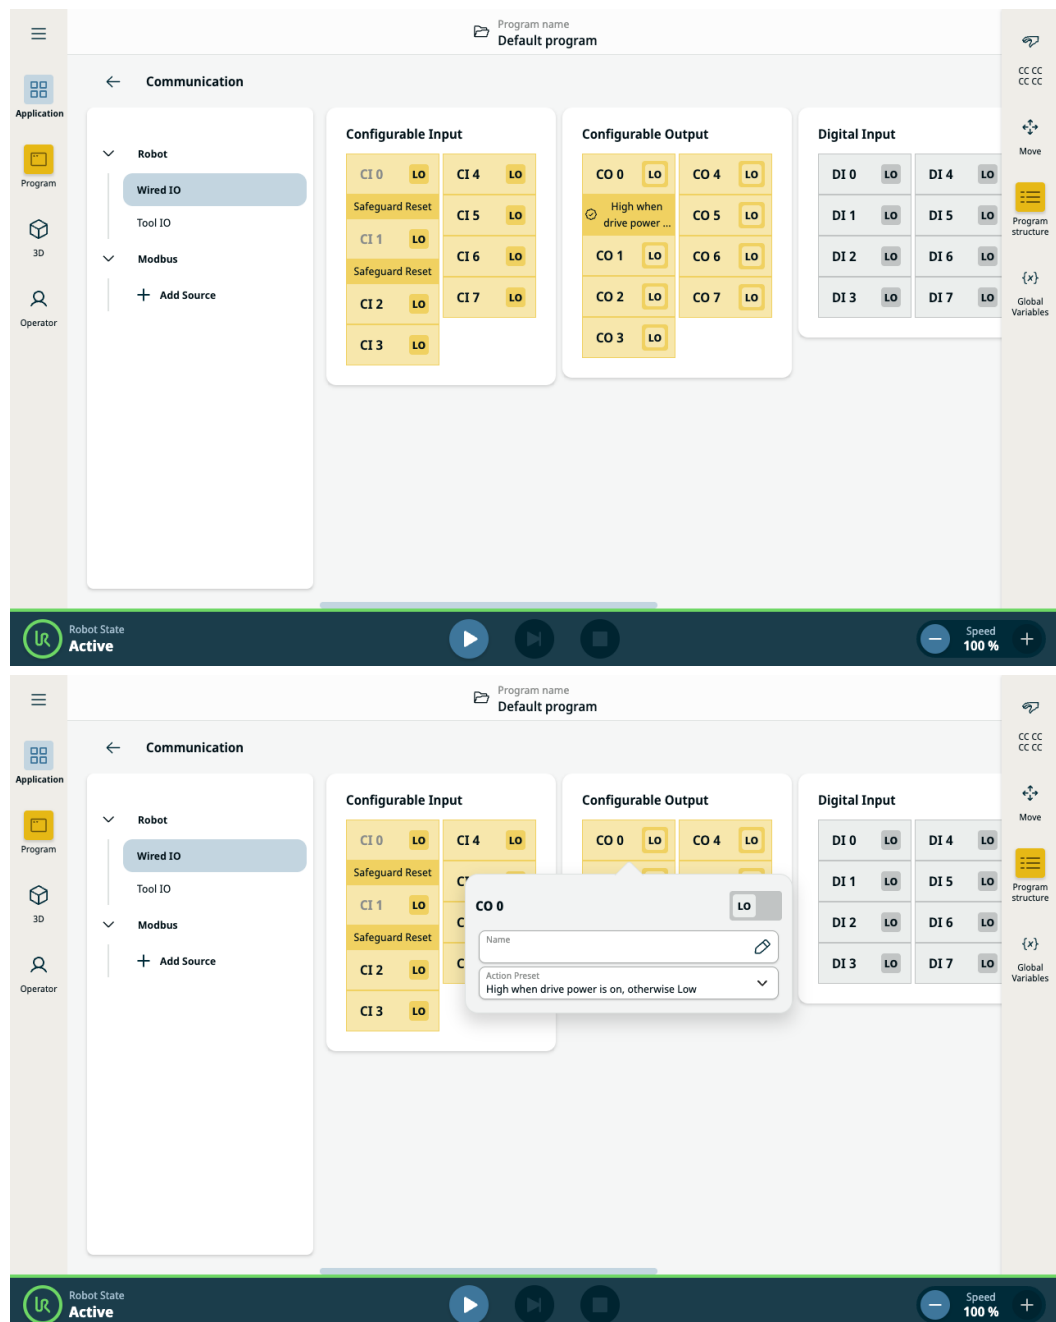 Program name
Default program
Communication
Application
Program
3D
Operator
Robot
Wired IO
Tool IO
Modbus
Add Source
Configurable Input
CI 0 LO CI 4 LO
Safeguard Reset
CI 5 LO
CI 1 LO
CI 6 LO
Safeguard Reset
CI 2 LO
CI 7 LO
CI 3 LO
Configurable Output
CO 0 LO CO 4 LO
High when
drive power ...
CO 5 LO
CO 1 LO CO 6 LO
CO 2 LO CO 7 LO
CO 3 LO
Digital Input
DI 0 LO DI 4 LO
DI 1 LO DI 5 LO
DI 2 LO DI 6 LO
DI 3 LO DI 7 LO
CC CC
CC CC
Move
Program
structure
{x}
Global
Variables
UR
Robot State
Active
Speed
100 %
Program name
Default program
Communication
Application
Program
3D
Operator
Robot
Wired IO
Tool IO
Modbus
Add Source
Configurable Input
CI 0 LO CI 4 LO
Safeguard Reset
CI 1 LO
Safeguard Reset
CI 2 LO
CI 3 LO
Configurable Output
CO 0 LO CO 4 LO
CO 0
LO
Name
Action Preset
High when drive power is on, otherwise Low
Digital Input
DI 0 LO DI 4 LO
DI 1 LO DI 5 LO
DI 2 LO DI 6 LO
DI 3 LO DI 7 LO
CC CC
CC CC
Move
Program
structure
{x}
Global
Variables
UR
Robot State
Active
Speed
100 %